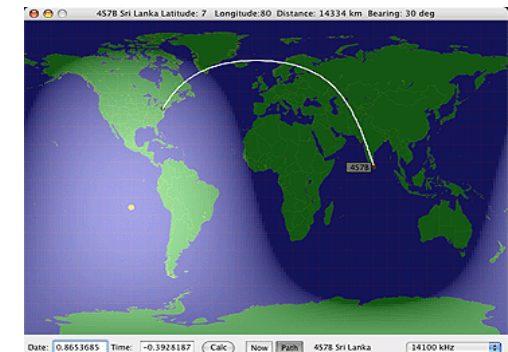 4S7B Sri Lanka Latitude: 7 Longitude:80 Distance: 14334 km Bearing: 30 deg
4S7B
Date: 0.8653685 Time: -0.3928187 Calc Now Path 4S7B Sri Lanka 14100 kHz